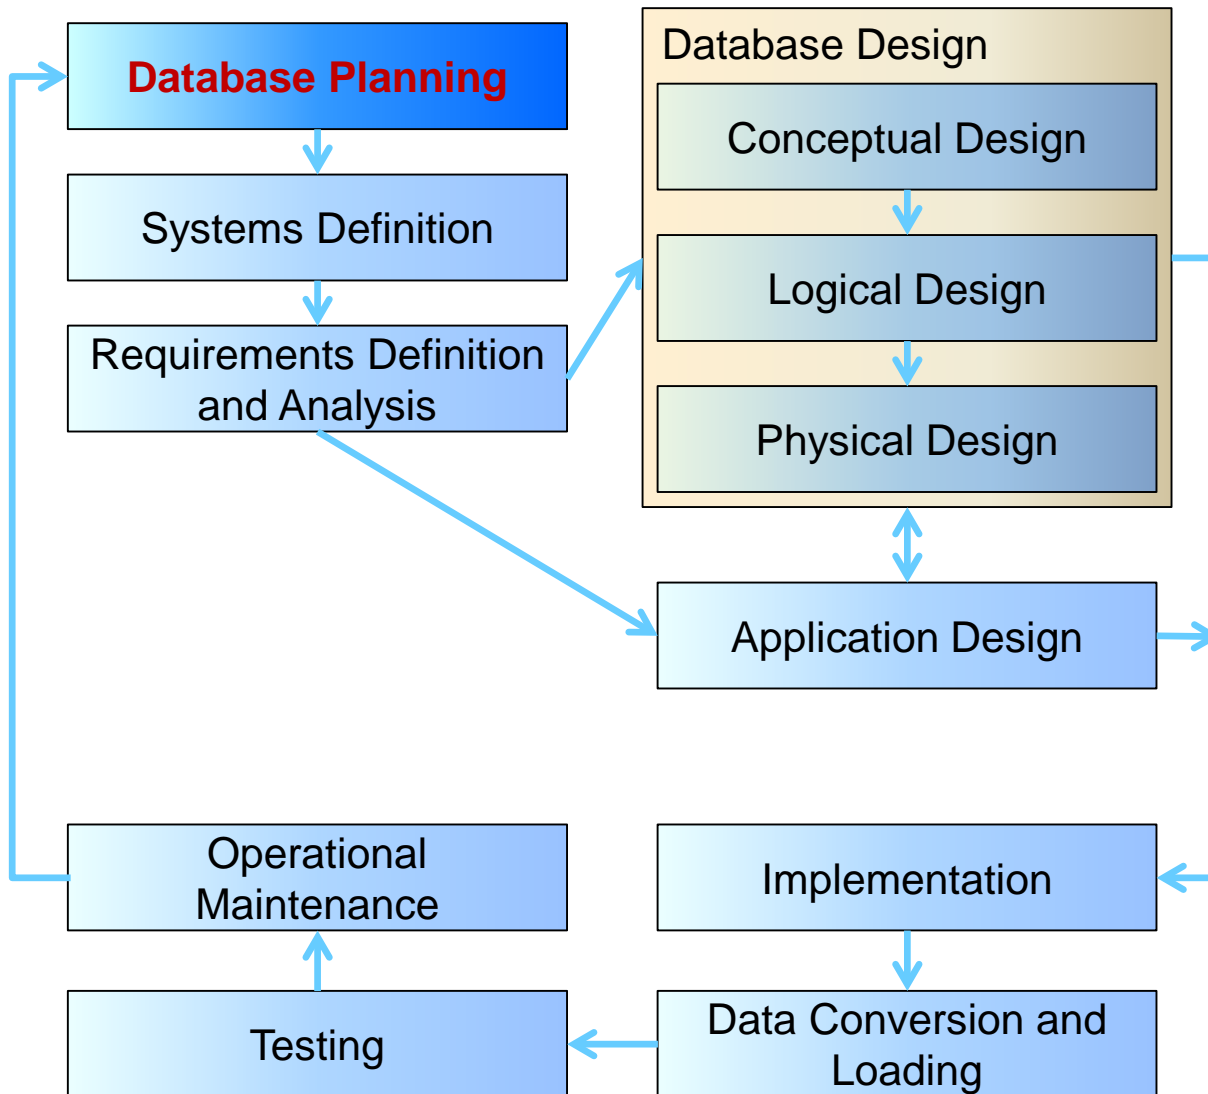 Database Planning
Systems Definition
Requirements Definition
and Analysis
Database Design
Conceptual Design
Logical Design
Physical Design
Application Design
Operational
Maintenance
Implementation
Testing
Data Conversion and
Loading